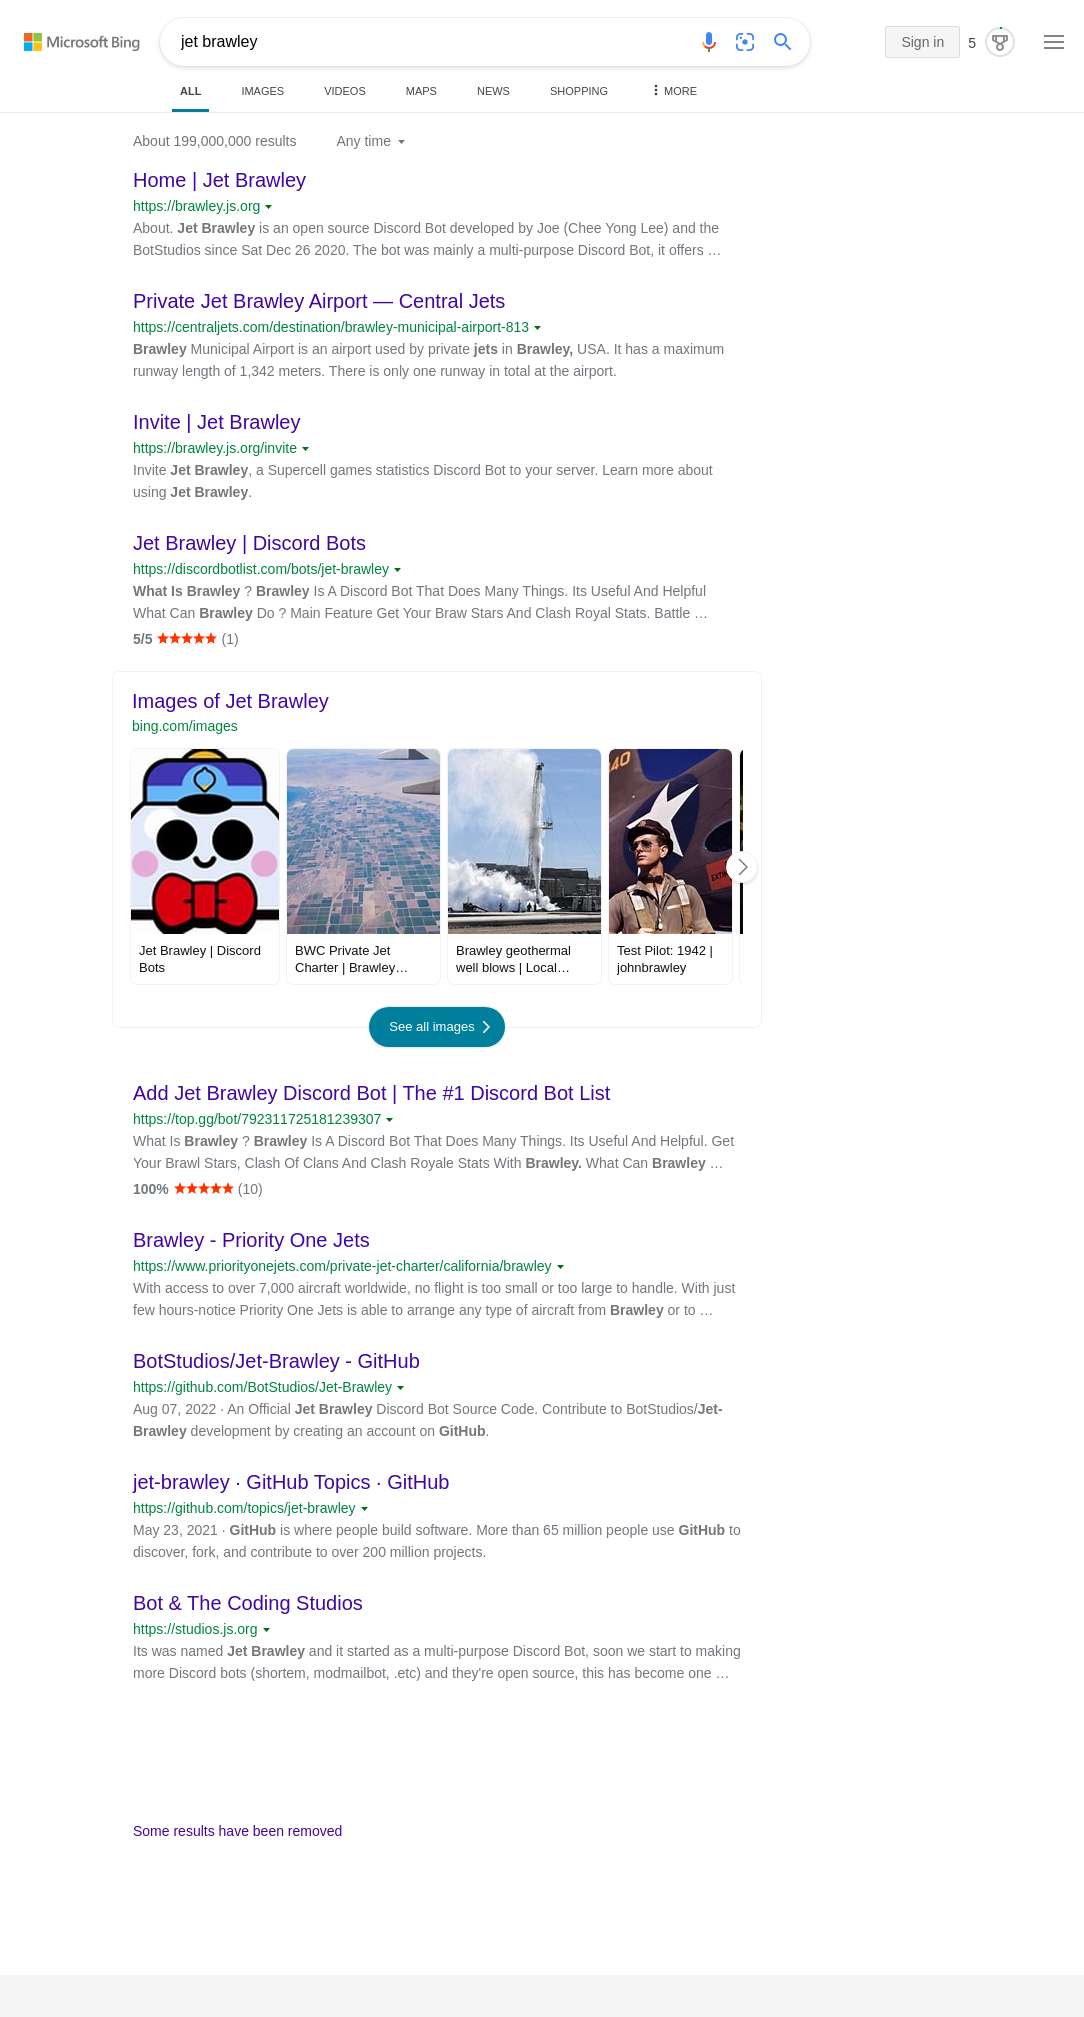 Microsoft Bing
jet brawley
Sign in
5
ALL
IMAGES
VIDEOS
MAPS
NEWS
SHOPPING
MORE
About 199,000,000 results
Any time
Home | Jet Brawley
https://brawley.js.org
About. Jet Brawley is an open source Discord Bot developed by Joe (Chee Yong Lee) and the
BotStudios since Sat Dec 26 2020. The bot was mainly a multi-purpose Discord Bot, it offers …
Private Jet Brawley Airport — Central Jets
https://centraljets.com/destination/brawley-municipal-airport-813
Brawley Municipal Airport is an airport used by private jets in Brawley, USA. It has a maximum
runway length of 1,342 meters. There is only one runway in total at the airport.
Invite | Jet Brawley
https://brawley.js.org/invite
Invite Jet Brawley, a Supercell games statistics Discord Bot to your server. Learn more about
using Jet Brawley.
Jet Brawley | Discord Bots
https://discordbotlist.com/bots/jet-brawley
What Is Brawley ? Brawley Is A Discord Bot That Does Many Things. Its Useful And Helpful
What Can Brawley Do ? Main Feature Get Your Braw Stars And Clash Royal Stats. Battle …
5/5 ★★★★★ (1)
Images of Jet Brawley
bing.com/images
40
EXTIN
Jet Brawley | Discord
Bots
BWC Private Jet
Charter | Brawley…
Brawley geothermal
well blows | Local…
Test Pilot: 1942 |
johnbrawley
See all images
Add Jet Brawley Discord Bot | The #1 Discord Bot List
https://top.gg/bot/792311725181239307
What Is Brawley ? Brawley Is A Discord Bot That Does Many Things. Its Useful And Helpful. Get
Your Brawl Stars, Clash Of Clans And Clash Royale Stats With Brawley. What Can Brawley …
100% ★★★★★ (10)
Brawley - Priority One Jets
https://www.priorityonejets.com/private-jet-charter/california/brawley
With access to over 7,000 aircraft worldwide, no flight is too small or too large to handle. With just
few hours-notice Priority One Jets is able to arrange any type of aircraft from Brawley or to …
BotStudios/Jet-Brawley - GitHub
https://github.com/BotStudios/Jet-Brawley
Aug 07, 2022 · An Official Jet Brawley Discord Bot Source Code. Contribute to BotStudios/Jet-
Brawley development by creating an account on GitHub.
jet-brawley · GitHub Topics · GitHub
https://github.com/topics/jet-brawley
May 23, 2021 · GitHub is where people build software. More than 65 million people use GitHub to
discover, fork, and contribute to over 200 million projects.
Bot & The Coding Studios
https://studios.js.org
Its was named Jet Brawley and it started as a multi-purpose Discord Bot, soon we start to making
more Discord bots (shortem, modmailbot, .etc) and they're open source, this has become one …
Some results have been removed